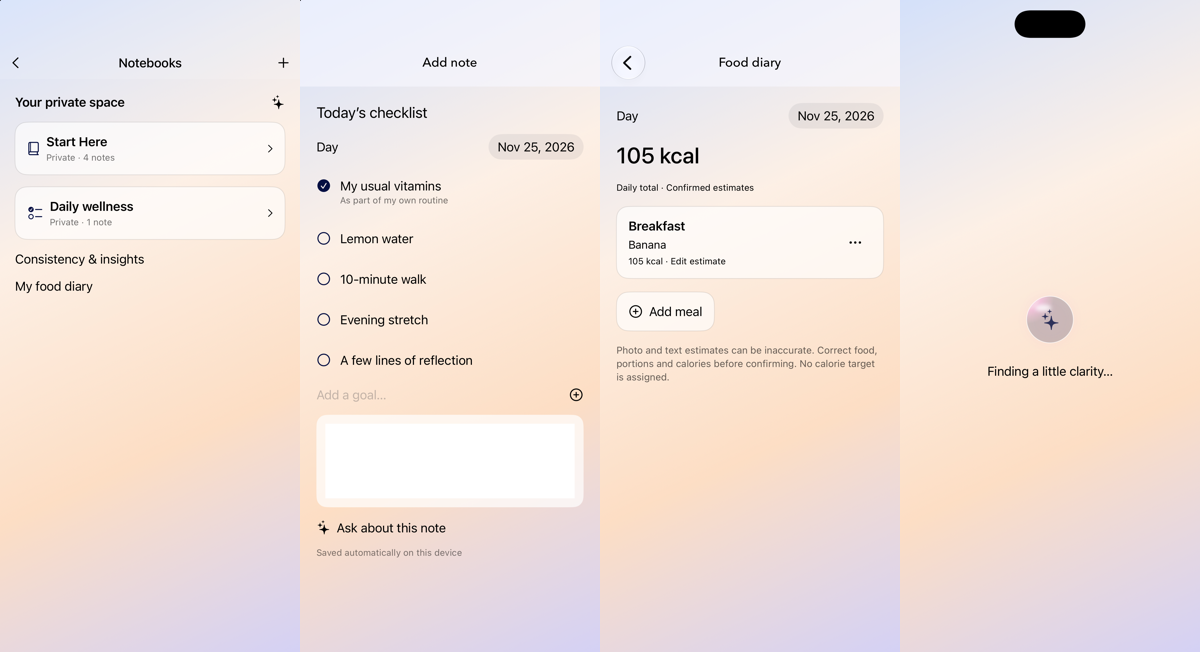 Notebooks
Your private space
Start Here
Private · 4 notes
Daily wellness
Private · 1 note
Consistency & insights
My food diary
Add note
Today’s checklist
Day
Nov 25, 2026
My usual vitamins
As part of my own routine
Lemon water
10-minute walk
Evening stretch
A few lines of reflection
Add a goal...
Ask about this note
Saved automatically on this device
Food diary
Day
Nov 25, 2026
105 kcal
Daily total · Confirmed estimates
Breakfast
Banana
105 kcal · Edit estimate
Add meal
Photo and text estimates can be inaccurate. Correct food,
portions and calories before confirming. No calorie target
is assigned.
Finding a little clarity...